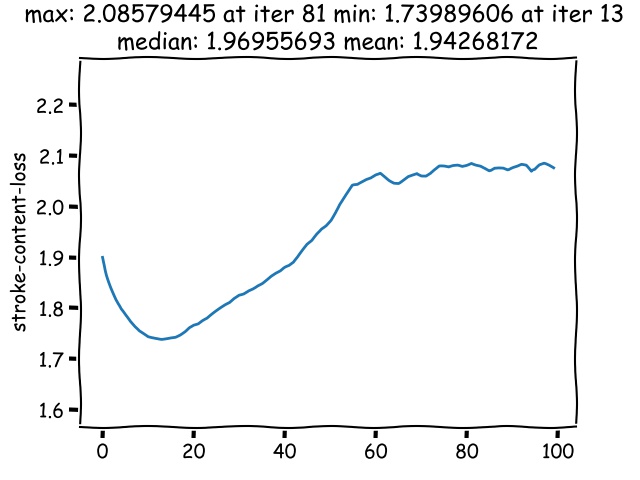 max: 2.08579445 at iter 81 min: 1.73989606 at iter 13
median: 1.96955693 mean: 1.94268172
stroke-content-loss
2.2
2.1
2.0
1.9
1.8
1.7
1.6
0 20 40 60 80 100